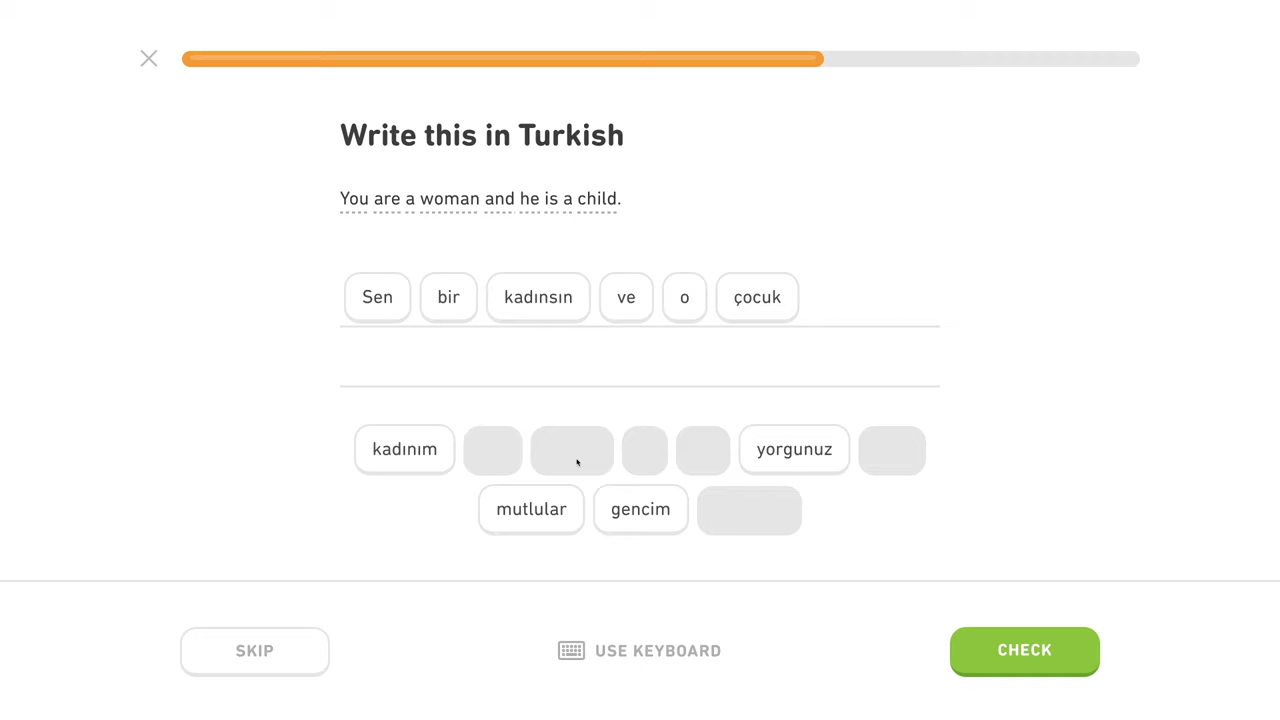 Write this in Turkish
You are a woman and he is a child.
Sen bir kadınsın ve o çocuk
kadınım yorgunuz
mutlular gencim
SKIP USE KEYBOARD CHECK